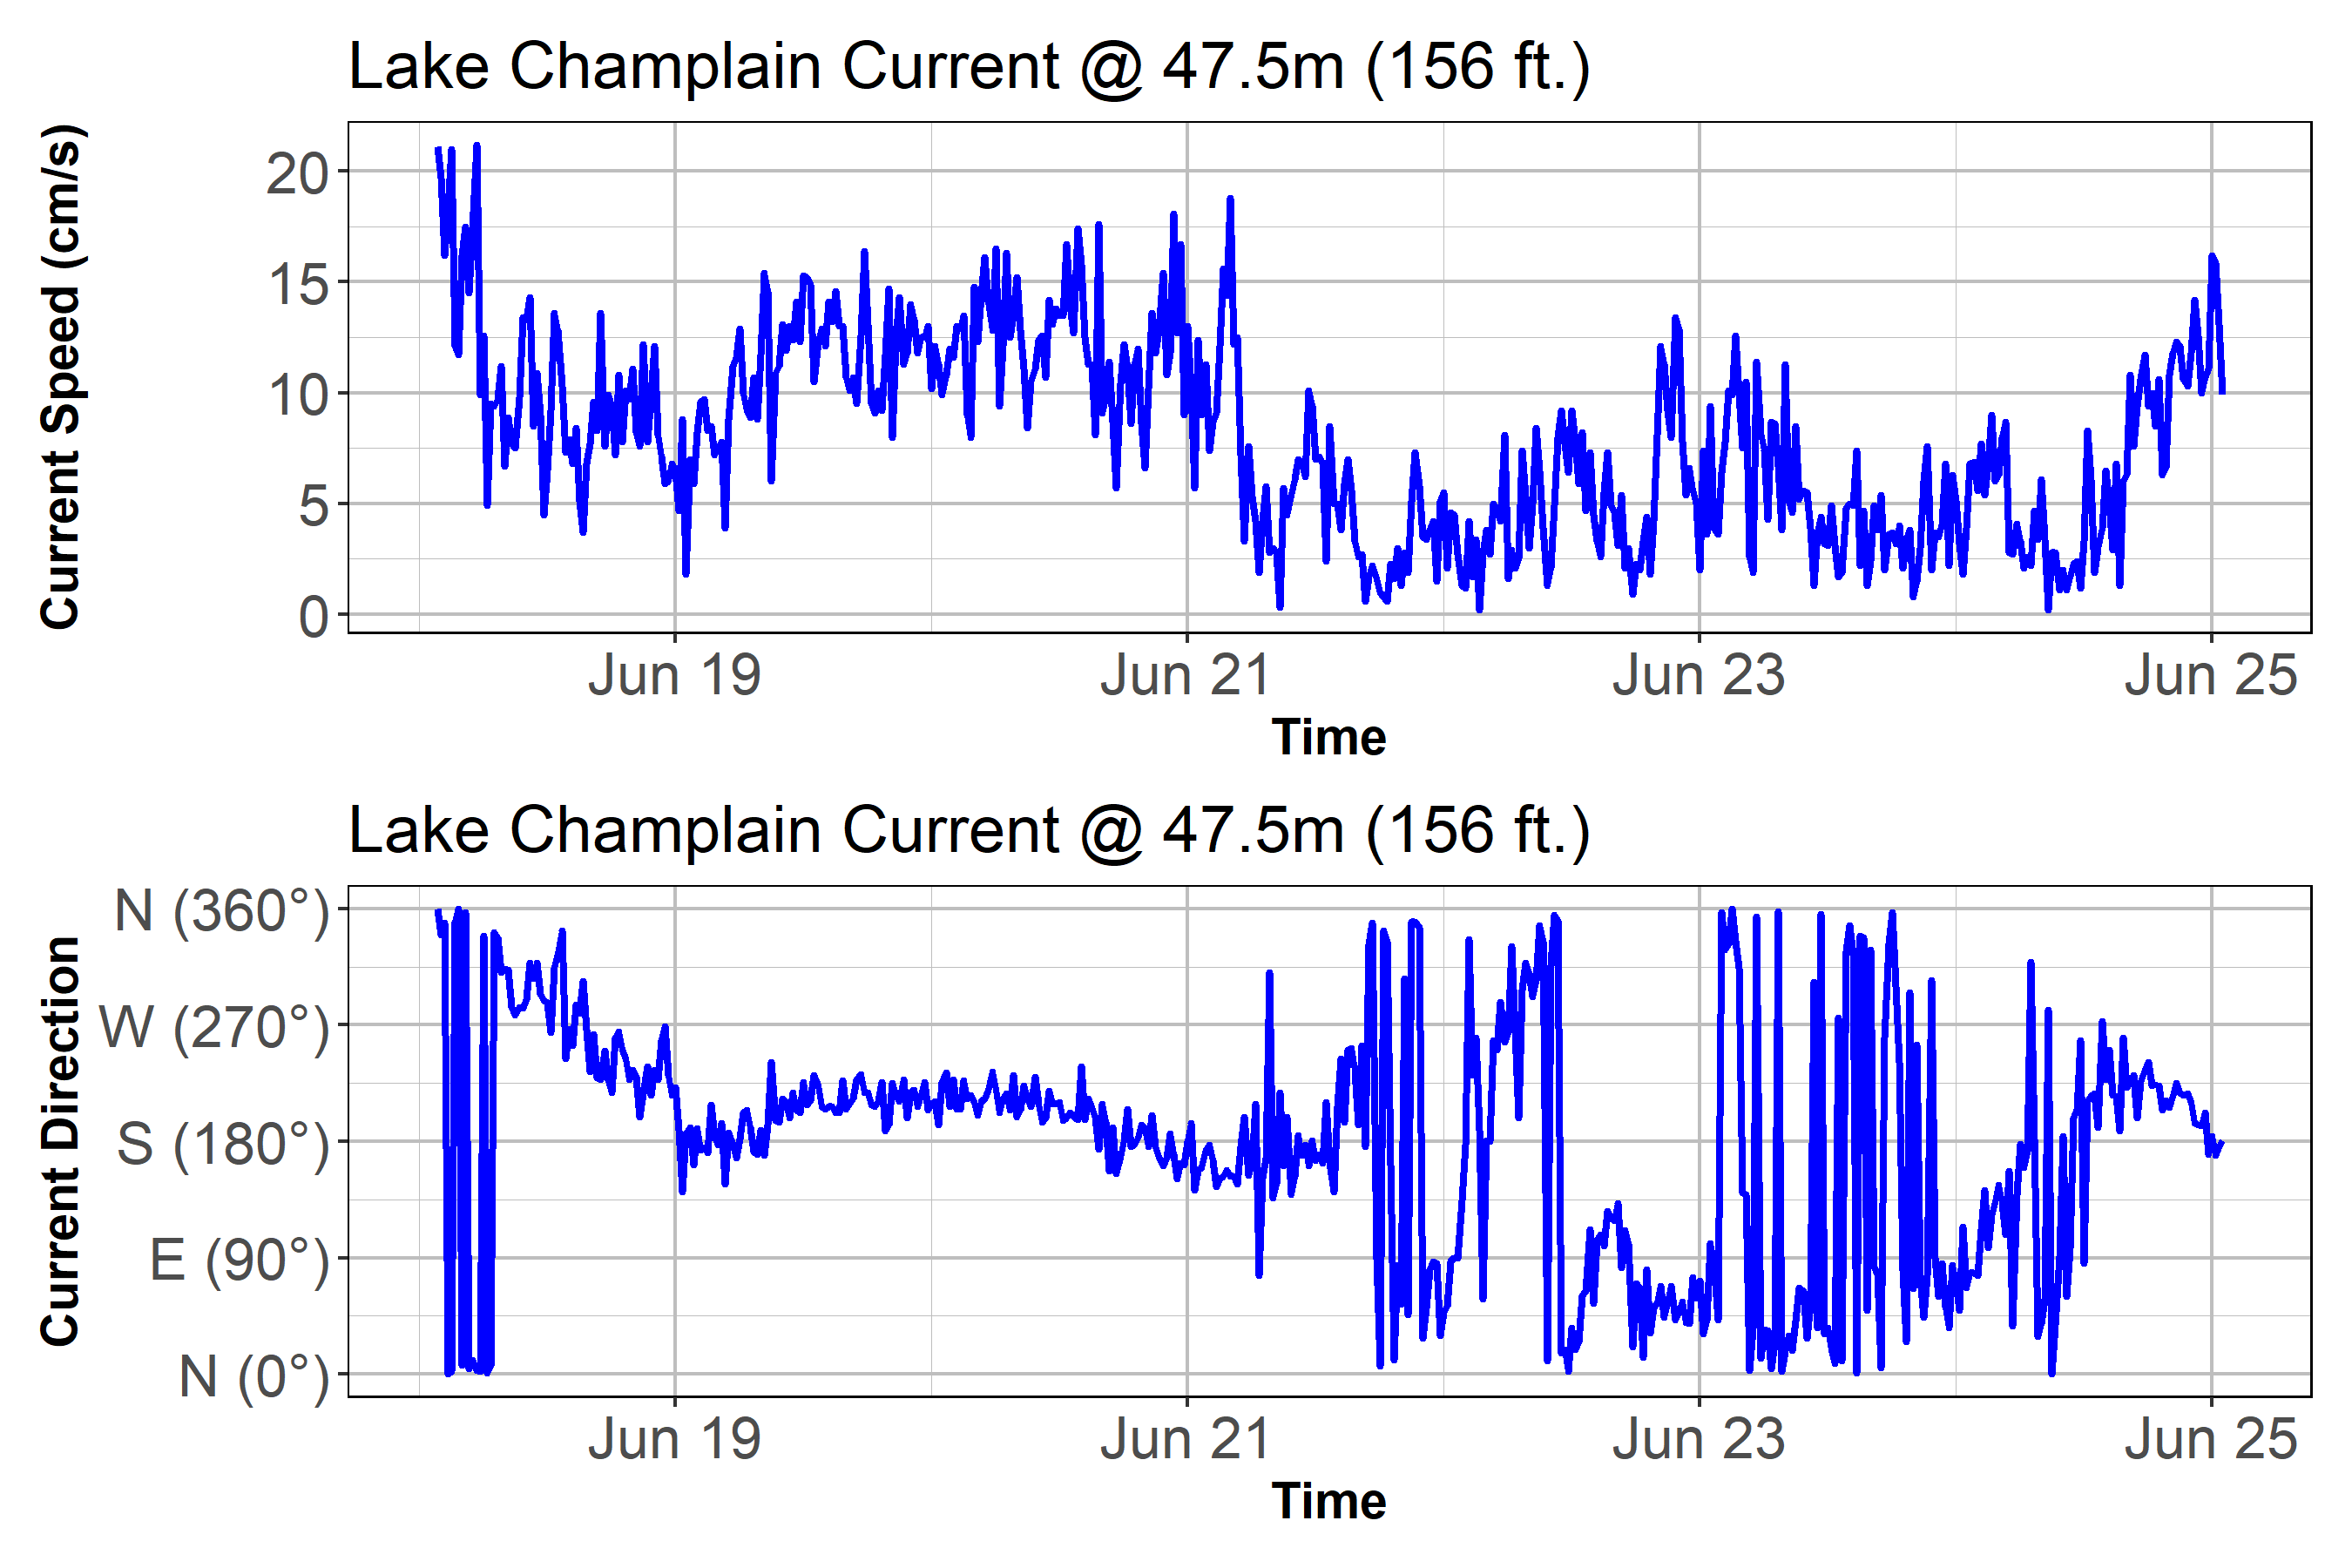 Lake Champlain Current @ 47.5m (156 ft.)
Current Speed (cm/s)
20
15
10
5
0
Jun 19 Jun 21 Jun 23 Jun 25
Time
Lake Champlain Current @ 47.5m (156 ft.)
Current Direction
N (360°)
W (270°)
S (180°)
E (90°)
N (0°)
Jun 19 Jun 21 Jun 23 Jun 25
Time